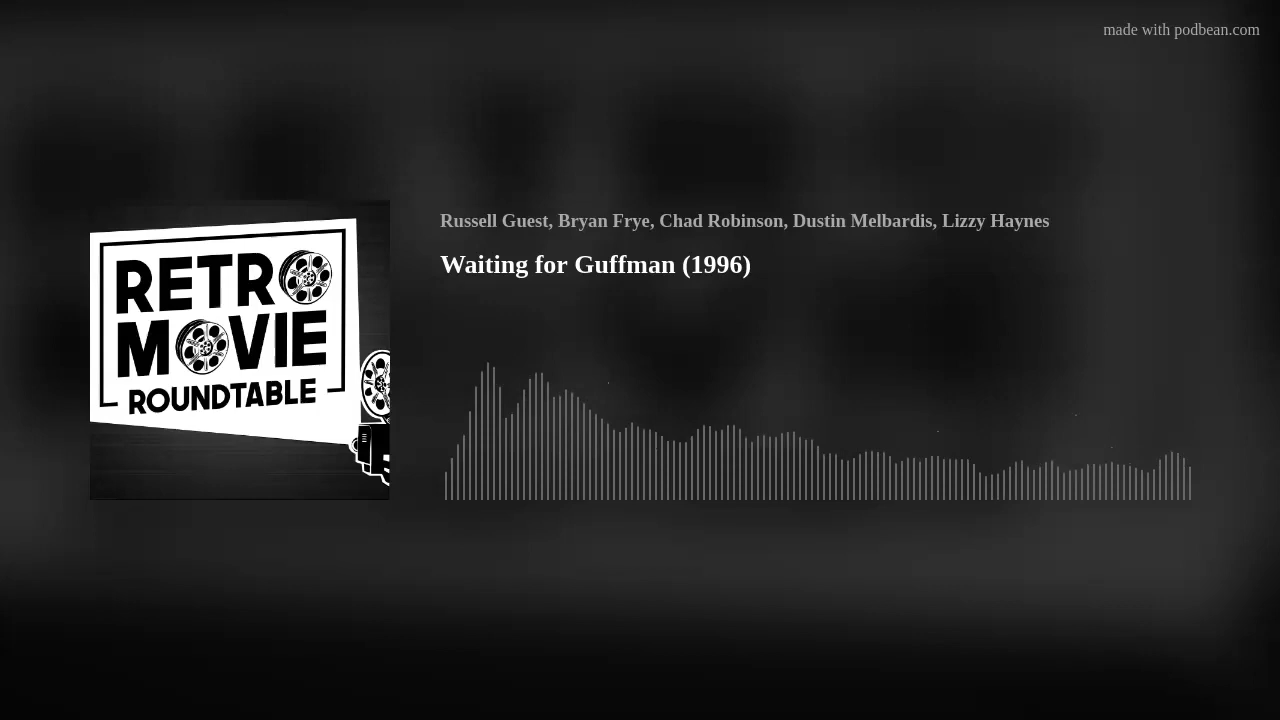 made with podbean.com
Russell Guest, Bryan Frye, Chad Robinson, Dustin Melbardis, Lizzy Haynes
Waiting for Guffman (1996)
RETRO
MOVIE
ROUNDTABLE